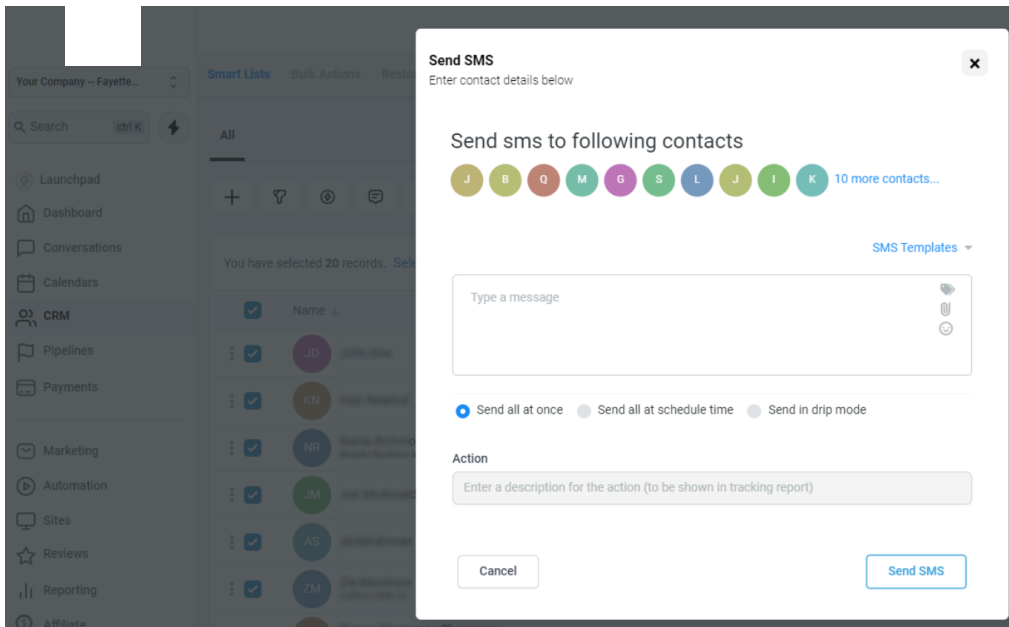 Your Company -- Fayette...
Search ctrl K
Launchpad
Dashboard
Conversations
Calendars
CRM
Pipelines
Payments
Marketing
Automation
Sites
Reviews
Reporting
Affiliate
Smart Lists Bulk Actions
All
You have selected 20 records.
Name
JD
KN
NR
JM
AS
ZM
Send SMS
Enter contact details below
Send sms to following contacts
J B Q M G S L J I K 10 more contacts...
SMS Templates
Type a message
Send all at once Send all at schedule time Send in drip mode
Action
Enter a description for the action (to be shown in tracking report)
Cancel Send SMS